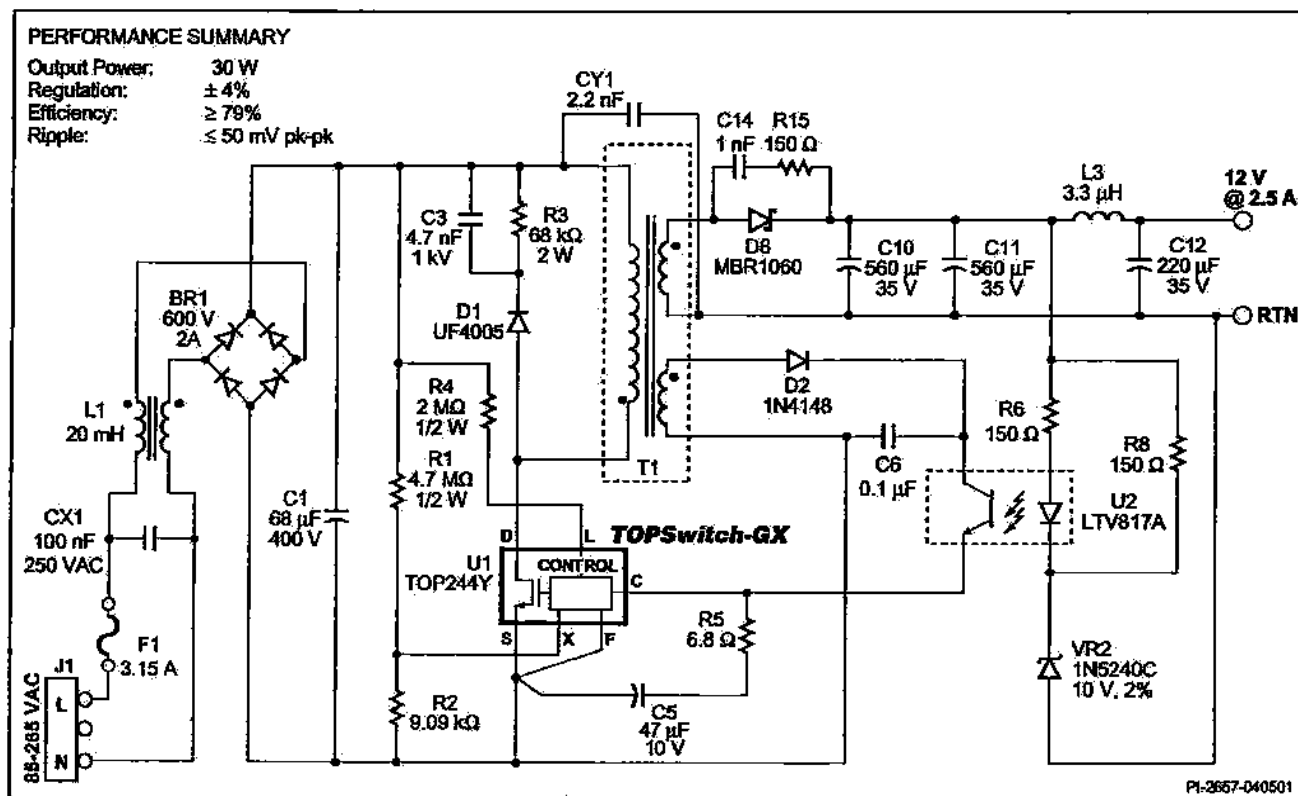 PERFORMANCE SUMMARY
Output Power: 30 W
Regulation: ± 4%
Efficiency: ≥ 79%
Ripple: ≤ 50 mV pk-pk
CY1
2.2 nF
C14
1 nF
R15
150 Ω
L3
3.3 µH
12 V
@ 2.5 A
C3
4.7 nF
1 kV
R3
68 kΩ
2 W
D8
MBR1060
C10
560 µF
35 V
C11
560 µF
35 V
C12
220 µF
35 V
RTN
BR1
600 V
2A
D1
UF4005
D2
1N4148
L1
20 mH
R4
2 MΩ
1/2 W
T1
C6
0.1 µF
R6
150 Ω
R8
150 Ω
R1
4.7 MΩ
1/2 W
C1
68 µF
400 V
CX1
100 nF
250 VAC
U2
LTV817A
TOPSwitch-GX
D
L
U1
TOP244Y
CONTROL
C
S
X
F
R5
6.8 Ω
F1
3.15 A
J1
L
N
85-265 VAC
R2
9.09 kΩ
C5
47 µF
10 V
VR2
1N5240C
10 V, 2%
PI-2657-040501